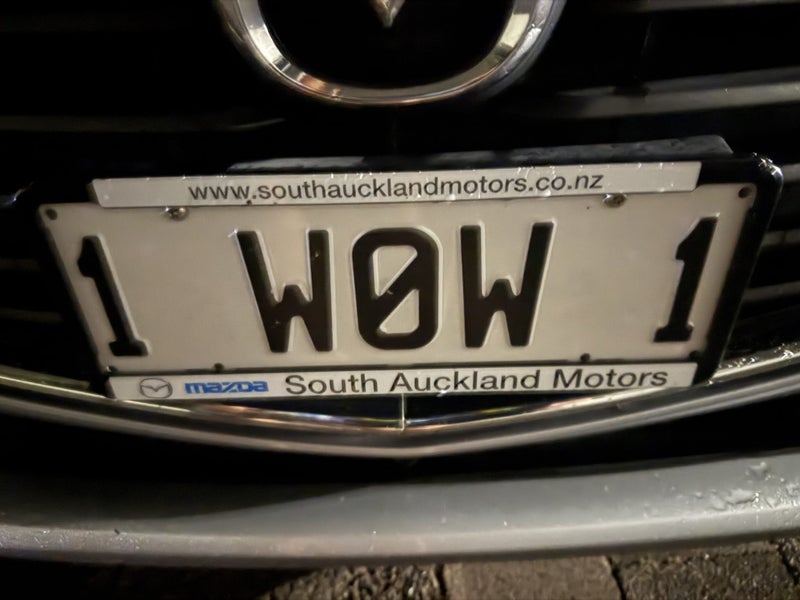 www.southaucklandmotors.co.nz
1 W0W 1
mazda South Auckland Motors